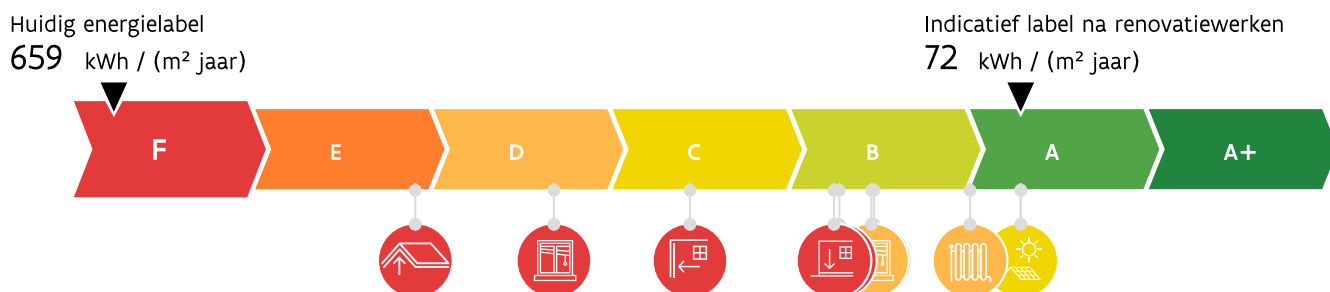 Huidig energielabel
659 kWh / (m² jaar)
Indicatief label na renovatiewerken
72 kWh / (m² jaar)
F E D C B A A+